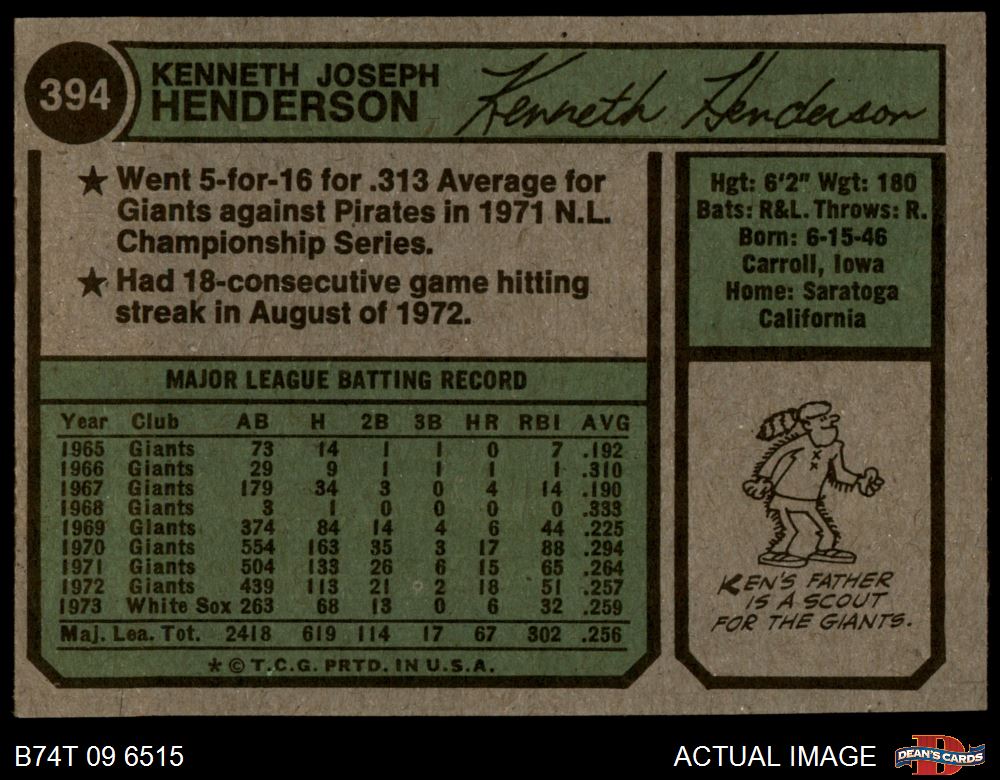 394
KENNETH JOSEPH
HENDERSON
Kenneth Henderson
★ Went 5-for-16 for .313 Average for
Giants against Pirates in 1971 N.L.
Championship Series.
★ Had 18-consecutive game hitting
streak in August of 1972.
Hgt: 6'2" Wgt: 180
Bats: R&L. Throws: R.
Born: 6-15-46
Carroll, Iowa
Home: Saratoga
California
MAJOR LEAGUE BATTING RECORD
Year Club AB H 2B 3B HR RBI AVG
1965 Giants 73 14 1 1 0 7 .192
1966 Giants 29 9 1 1 1 1 .310
1967 Giants 179 34 3 0 4 14 .190
1968 Giants 3 1 0 0 0 0 .333
1969 Giants 374 84 14 4 6 44 .225
1970 Giants 554 163 35 3 17 88 .294
1971 Giants 504 133 26 6 15 65 .264
1972 Giants 439 113 21 2 18 51 .257
1973 White Sox 263 68 13 0 6 32 .259
Maj. Lea. Tot. 2418 619 114 17 67 302 .256
* © T.C.G. PRTD. IN U.S.A.
KEN'S FATHER
IS A SCOUT
FOR THE GIANTS.
B74T 09 6515
ACTUAL IMAGE
D
DEAN'S CARDS